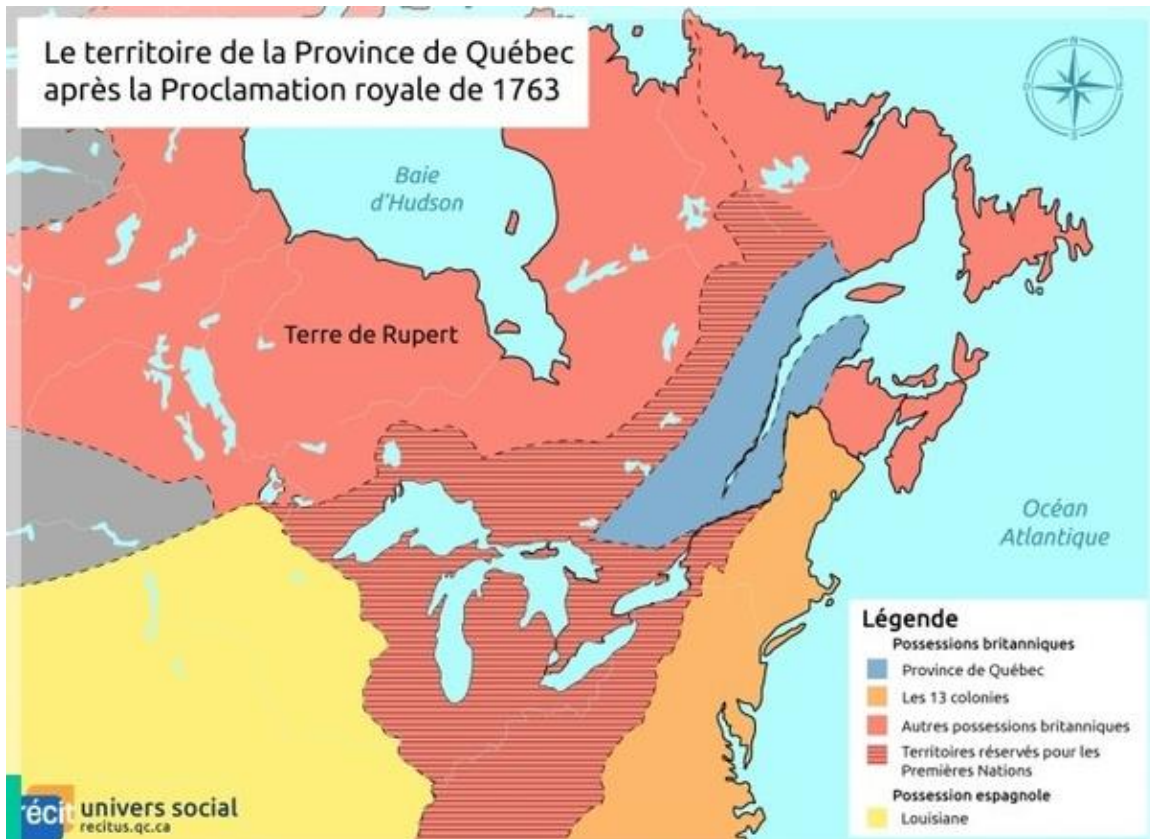 Le territoire de la Province de Québec
après la Proclamation royale de 1763
N
Baie
d'Hudson
S
Terre de Rupert
Océan
Atlantique
Légende
Possessions britanniques
Province de Québec
Les 13 colonies
Autres possessions britanniques
Territoires réservés pour les
Premières Nations
Possession espagnole
Louisiane
récit univers social
recitus.qc.ca